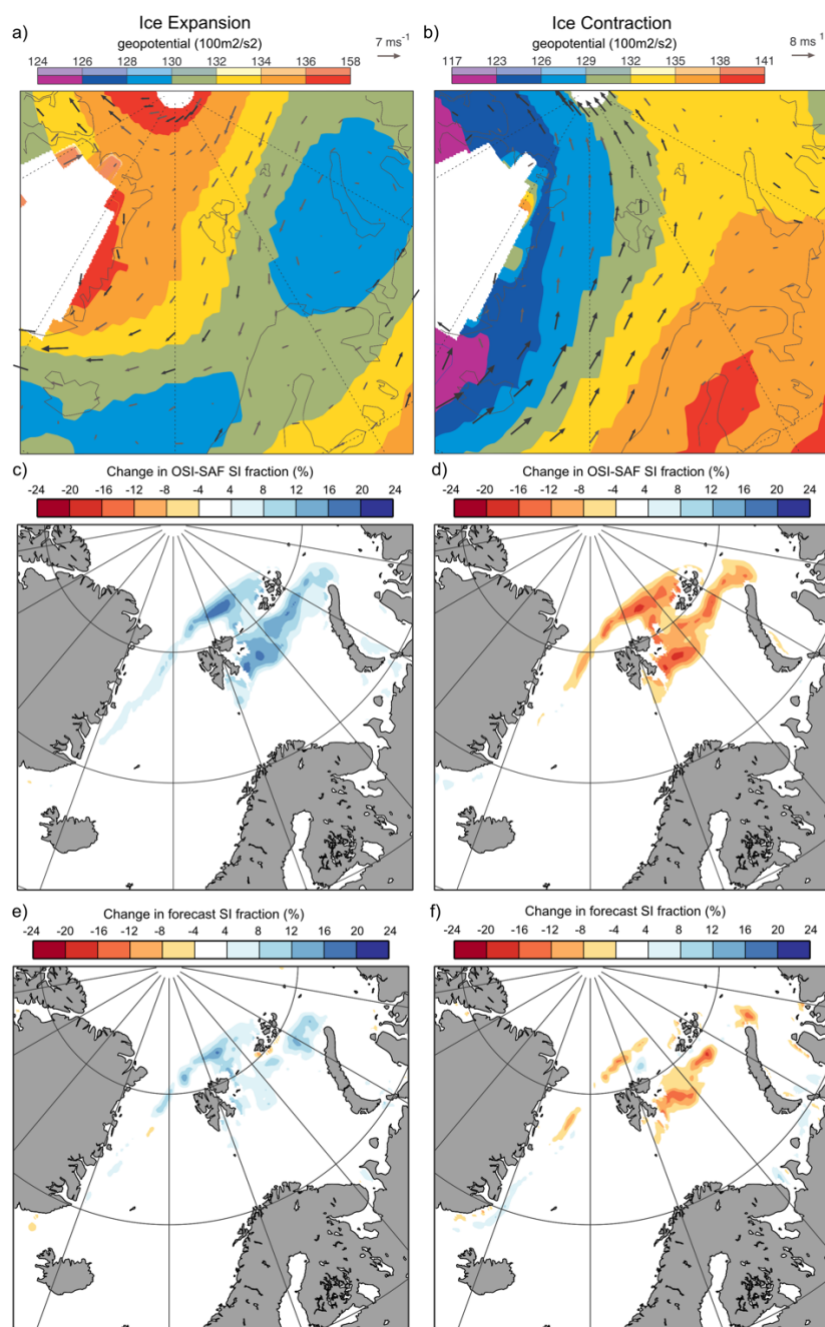 Ice Expansion
a)
geopotential (100m2/s2)
7 ms-1
124 126 128 130 132 134 136 158
Ice Contraction
b)
geopotential (100m2/s2)
8 ms-1
117 123 126 129 132 135 138 141
c)
Change in OSI-SAF SI fraction (%)
-24 -20 -16 -12 -8 -4 4 8 12 16 20 24
d)
Change in OSI-SAF SI fraction (%)
-24 -20 -16 -12 -8 -4 4 8 12 16 20 24
e)
Change in forecast SI fraction (%)
-24 -20 -16 -12 -8 -4 4 8 12 16 20 24
f)
Change in forecast SI fraction (%)
-24 -20 -16 -12 -8 -4 4 8 12 16 20 24